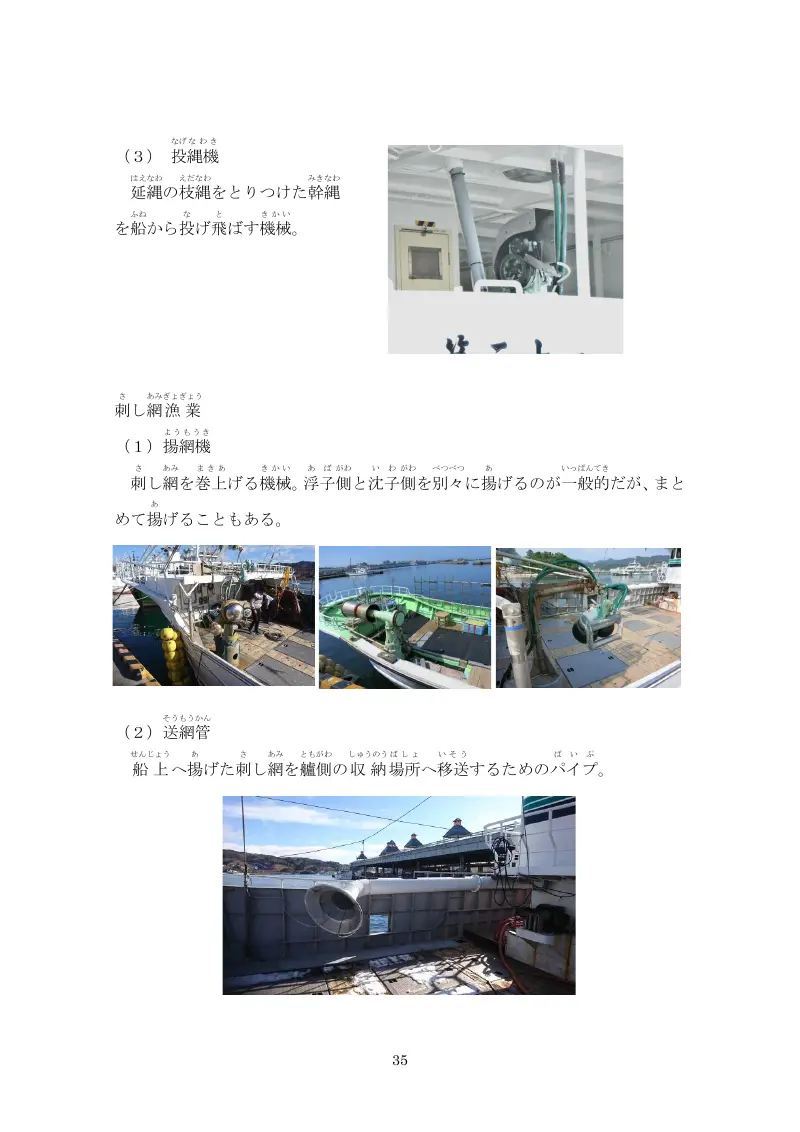 （３）　投縄機
延縄の枝縄をとりつけた幹縄
を船から投げ飛ばす機械。
刺し網漁業
（１）揚網機
刺し網を巻上げる機械。浮子側と沈子側を別々に揚げるのが一般的だが、まと
めて揚げることもある。
（２）送網管
船上へ揚げた刺し網を艫側の収納場所へ移送するためのパイプ。
35